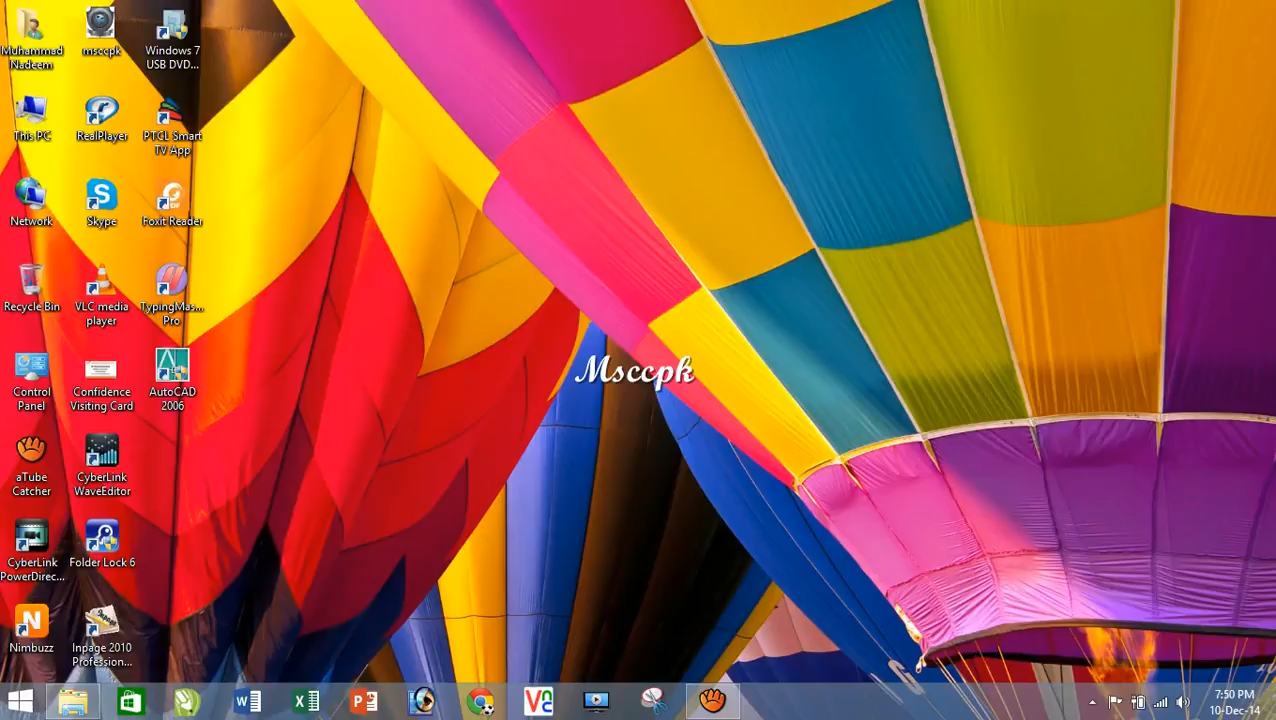 Muhammad
Nadeem
msccpk
Windows 7
USB DVD...
This PC
RealPlayer
PTCL Smart
TV App
Network
Skype
Foxit Reader
Recycle Bin
VLC media
player
TypingMas...
Pro
Control
Panel
Confidence
Visiting Card
AutoCAD
2006
aTube
Catcher
CyberLink
WaveEditor
CyberLink
PowerDirec...
Folder Lock 6
Nimbuzz
Inpage 2010
Profession...
Msccpk
7:50 PM
10-Dec-14